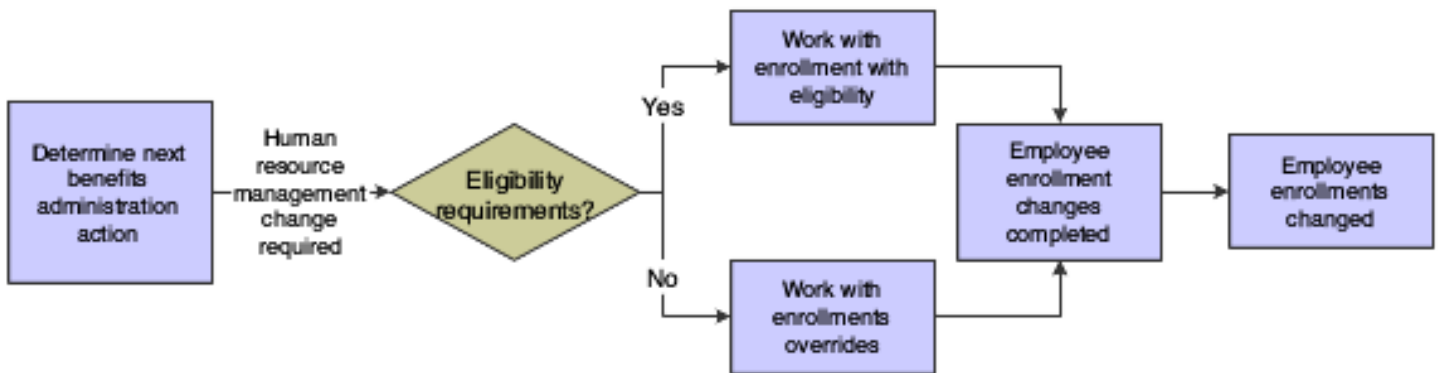 Determine next
benefits
administration
action
Human
resource
management
change
required
Eligibility
requirements?
Yes
Work with
enrollment with
eligibility
No
Work with
enrollments
overrides
Employee
enrollment
changes
completed
Employee
enrollments
changed